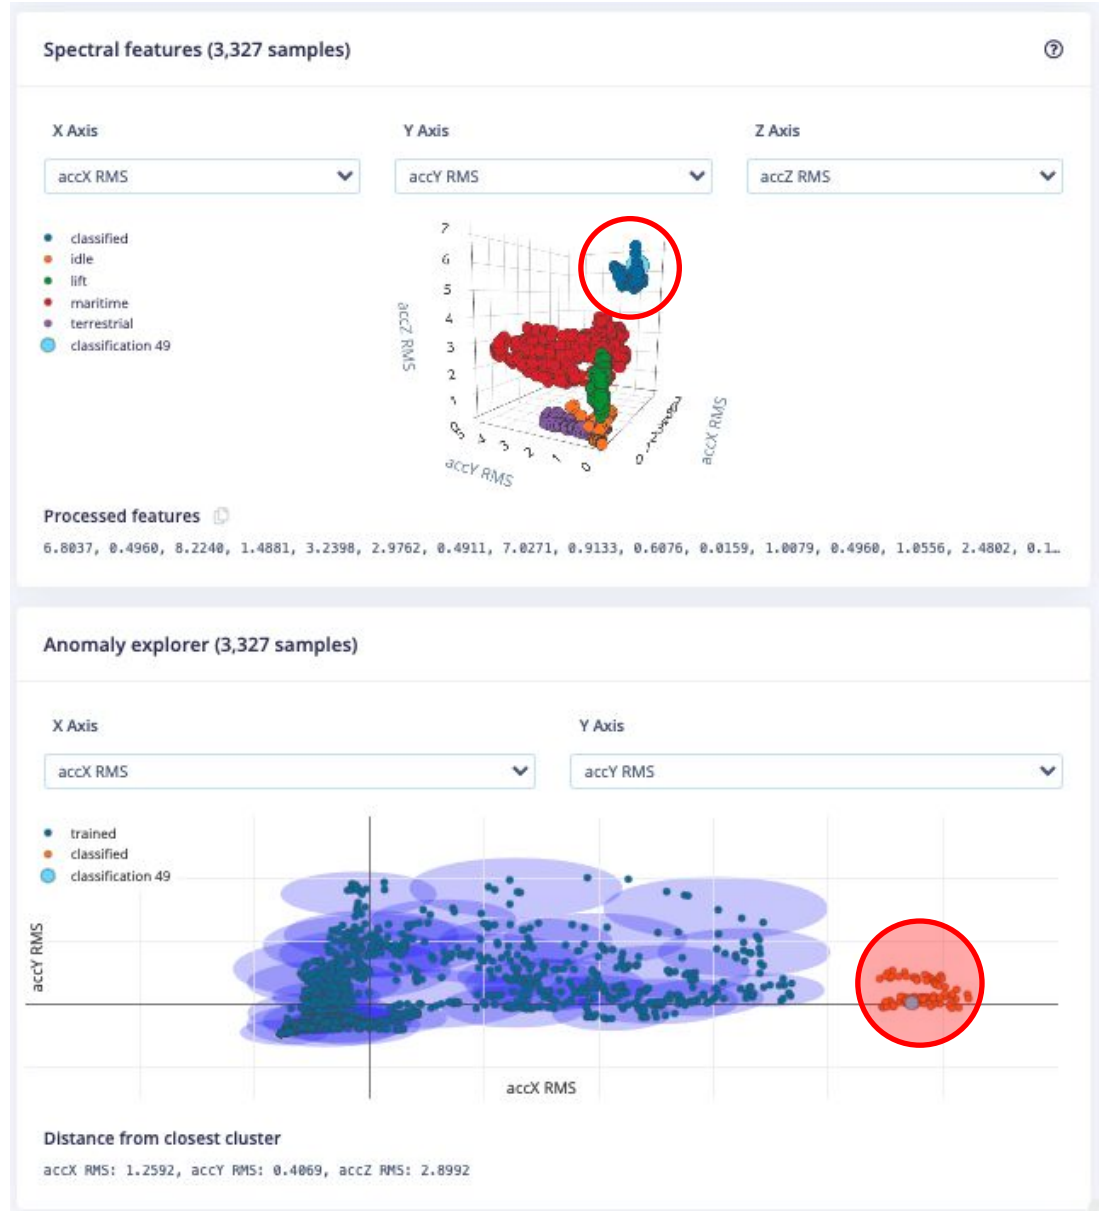 Spectral features (3,327 samples)
X Axis Y Axis Z Axis
accX RMS accY RMS accZ RMS
classified
idle
lift
maritime
terrestrial
classification 49
7
6
5
4
3
2
1
accZ RMS
4 3 2 1 0
accY RMS
0
accX RMS
Processed features
6.8037, 0.4960, 8.2240, 1.4881, 3.2398, 2.9762, 0.4911, 7.0271, 0.9133, 0.6076, 0.0159, 1.0079, 0.4960, 1.0556, 2.4802, 0.1…
Anomaly explorer (3,327 samples)
X Axis Y Axis
accX RMS accY RMS
trained
classified
classification 49
accY RMS
accX RMS
Distance from closest cluster
accX RMS: 1.2592, accY RMS: 0.4069, accZ RMS: 2.8992